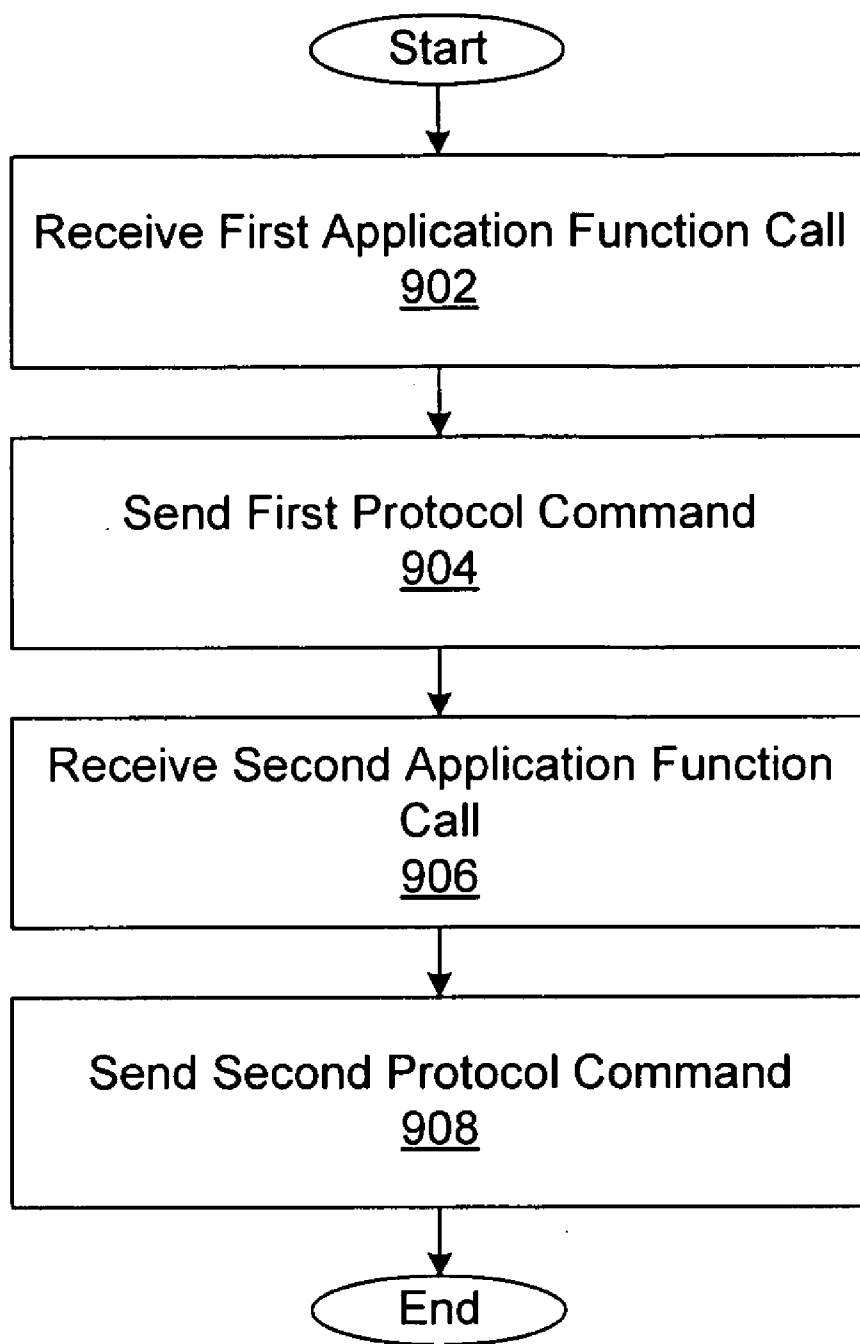 Start
Receive First Application Function Call
902
Send First Protocol Command
904
Receive Second Application Function
Call
906
Send Second Protocol Command
908
End